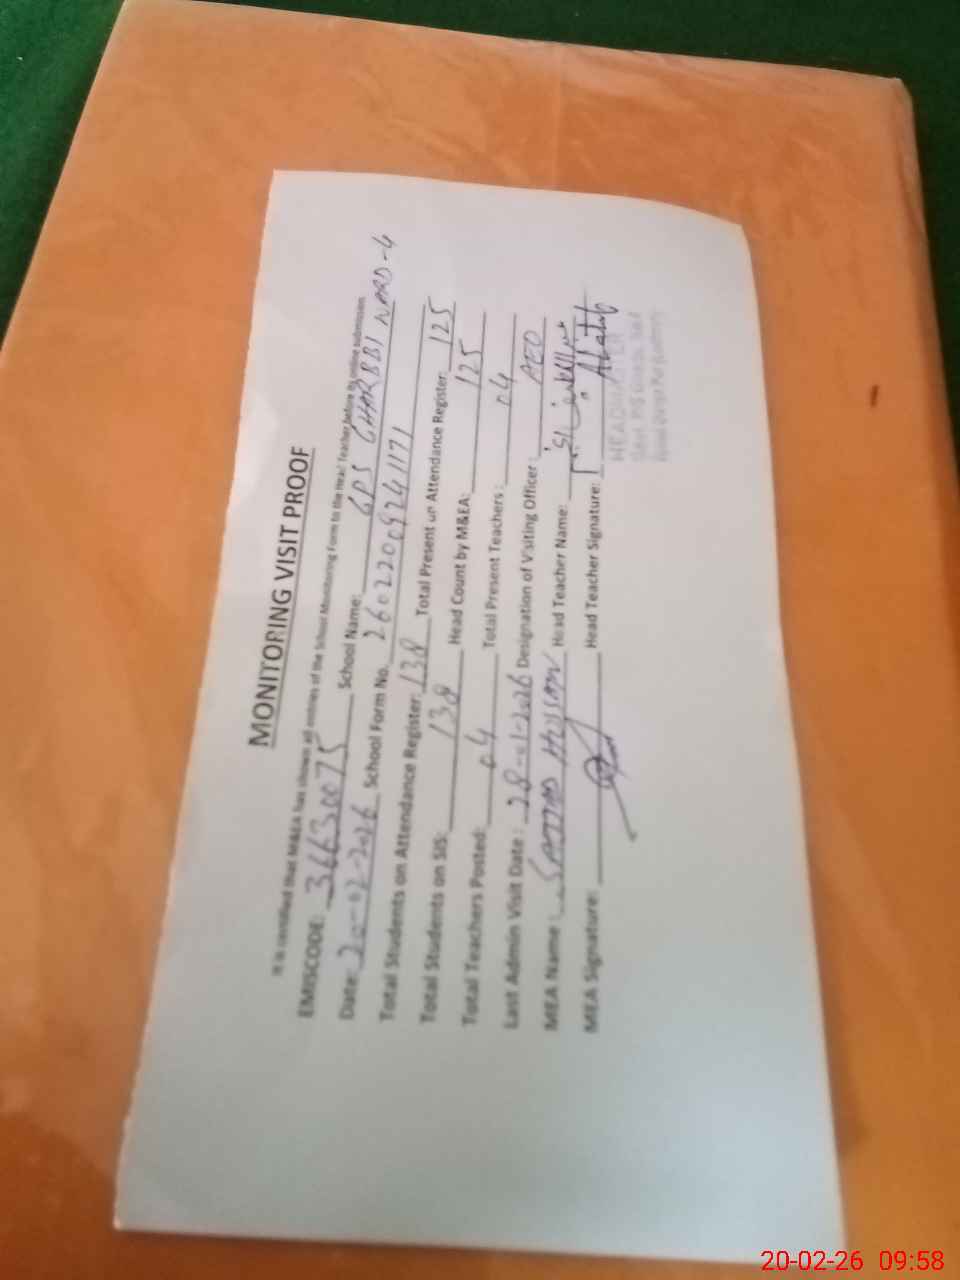 MONITORING VISIT PROOF
It is certified that M&EA has shown all entries of the School Monitoring Form to the Head Teacher before its online submission.
EMISCODE: 36630075 School Name: GPS GHARBBI WARD-4
Date: 20-02-2026 School Form No. 260220092411171
Total Students on Attendance Register: 138 Total Present on Attendance Register: 125
Total Students on SIS: 138 Head Count by M&EA: 125
Total Teachers Posted: 04 Total Present Teachers: 04
Last Admin Visit Date: 28-01-2026 Designation of Visiting Officer: AEO
MEA Name: SAJJAD HUSSAIN Head Teacher Name:
MEA Signature: Head Teacher Signature:
HEADMASTER
20-02-26 09:58